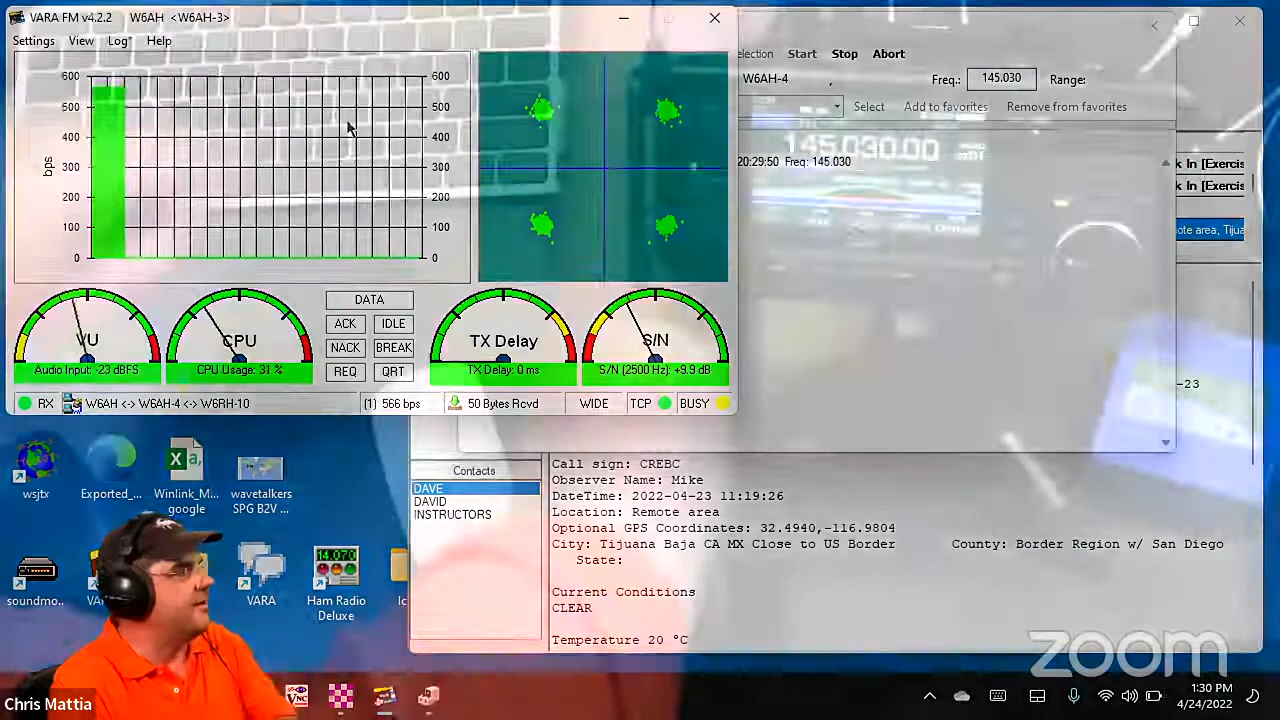 VARA FM v4.2.2 W6AH <W6AH-3>
Settings View Log* Help
600 600
500 500
400 400
300 300
200 200
100 100
0 0
bps
VU
Audio Input: -23 dBFS
CPU
CPU Usage: 31 %
DATA
ACK IDLE
NACK BREAK
REQ QRT
TX Delay
TX Delay: 0 ms
S/N
S/N (2500 Hz): +9.9 dB
RX W6AH <-> W6AH-4 <-> W6RH-10 (1) 566 bps 50 Bytes Rcvd WIDE TCP BUSY
election Start Stop Abort
W6AH-4 , Freq.: 145.030 Range:
Select Add to favorites Remove from favorites
145.030.00
20:29:50 Freq: 145.030
k In [Exercis
k In [Exercis
ote area, Tijua
-23
Contacts
DAVE
DAVID
INSTRUCTORS
Call sign: CREBC
Observer Name: Mike
DateTime: 2022-04-23 11:19:26
Location: Remote area
Optional GPS Coordinates: 32.4940,-116.9804
City: Tijuana Baja CA MX Close to US Border County: Border Region w/ San Diego
State:
Current Conditions
CLEAR
Temperature 20 °C
wsjtx
Exported_...
Winlink_M...
google
wavetalkers
SPG B2V ...
soundmo...
VA
VARA
14.070
Ham Radio
Deluxe
Ic
Chris Mattia
VNC
zoom
1:30 PM
4/24/2022